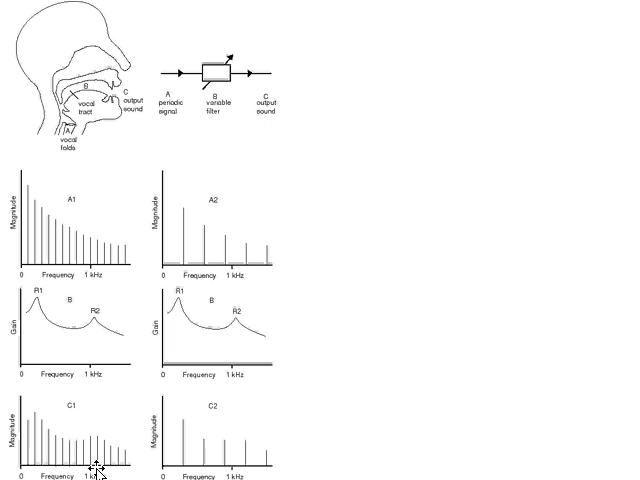 B
C
output
sound
vocal
tract
A
vocal
folds
A
periodic
signal
B
variable
filter
C
output
sound
A1
Magnitude
0 Frequency 1 kHz
A2
Magnitude
0 Frequency 1 kHz
R1
B
R2
Gain
0 Frequency 1 kHz
R1
B
R2
Gain
0 Frequency 1 kHz
C1
Magnitude
0 Frequency
C2
Magnitude
0 Frequency 1 kHz